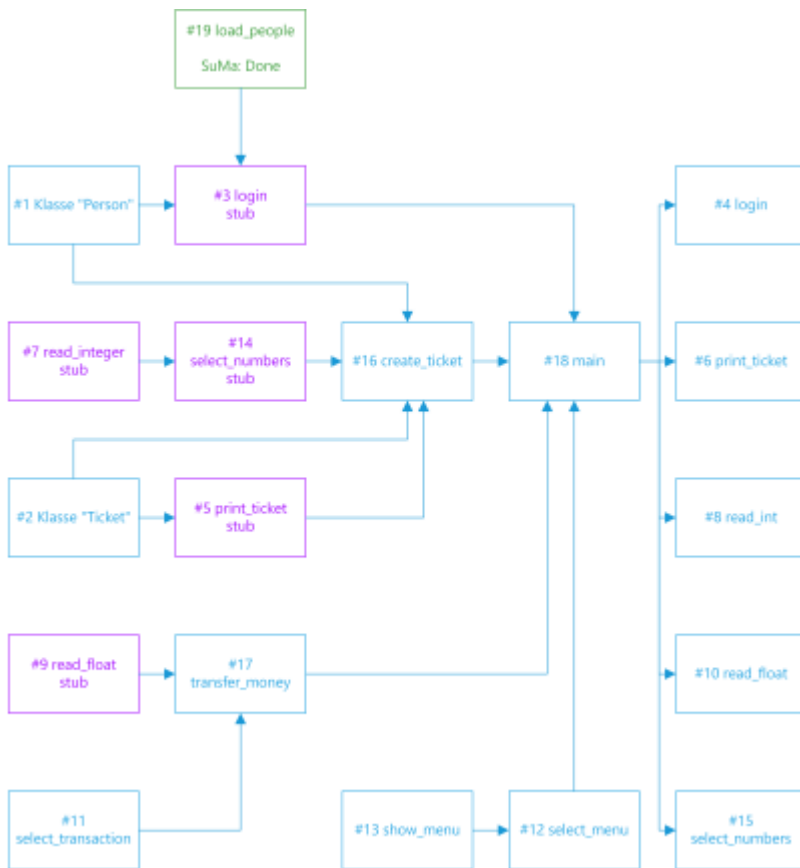 #19 load_people
SuMa: Done
#1 Klasse "Person"
#3 login
stub
#4 login
#7 read_integer
stub
#14
select_numbers
stub
#16 create_ticket
#18 main
#6 print_ticket
#2 Klasse "Ticket"
#5 print_ticket
stub
#8 read_int
#9 read_float
stub
#17
transfer_money
#10 read_float
#11
select_transaction
#13 show_menu
#12 select_menu
#15
select_numbers